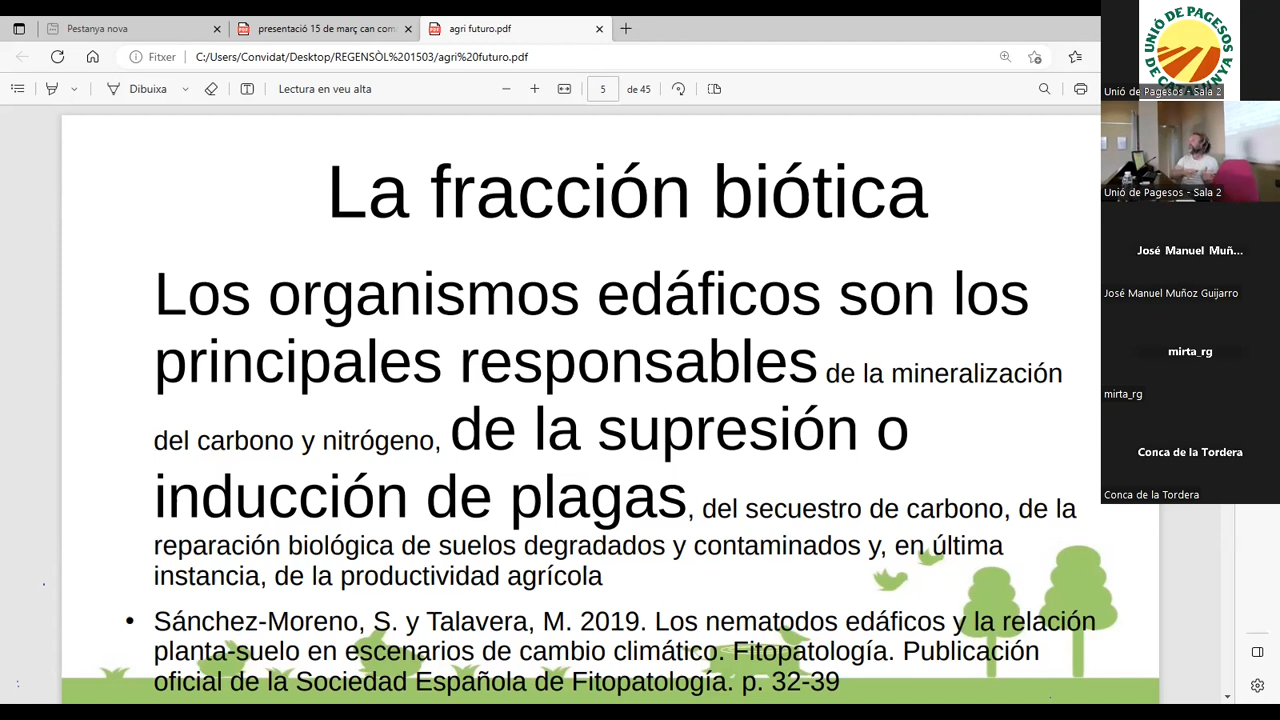 Pestanya nova
presentació 15 de març can com
agri futuro.pdf
Fitxer
C:/Users/Convidat/Desktop/REGENSÒL%201503/agri%20futuro.pdf
Dibuixa
Lectura en veu alta
5
de 45
La fracción biótica
Los organismos edáficos son los
principales responsables de la mineralización
del carbono y nitrógeno, de la supresión o
inducción de plagas, del secuestro de carbono, de la
reparación biológica de suelos degradados y contaminados y, en última
instancia, de la productividad agrícola
• Sánchez-Moreno, S. y Talavera, M. 2019. Los nematodos edáficos y la relación
planta-suelo en escenarios de cambio climático. Fitopatología. Publicación
oficial de la Sociedad Española de Fitopatología. p. 32-39
UNIÓ DE PAGESOS
DE CATALUNYA
Unió de Pagesos - Sala 2
Unió de Pagesos - Sala 2
José Manuel Muñ...
José Manuel Muñoz Guijarro
mirta_rg
mirta_rg
Conca de la Tordera
Conca de la Tordera